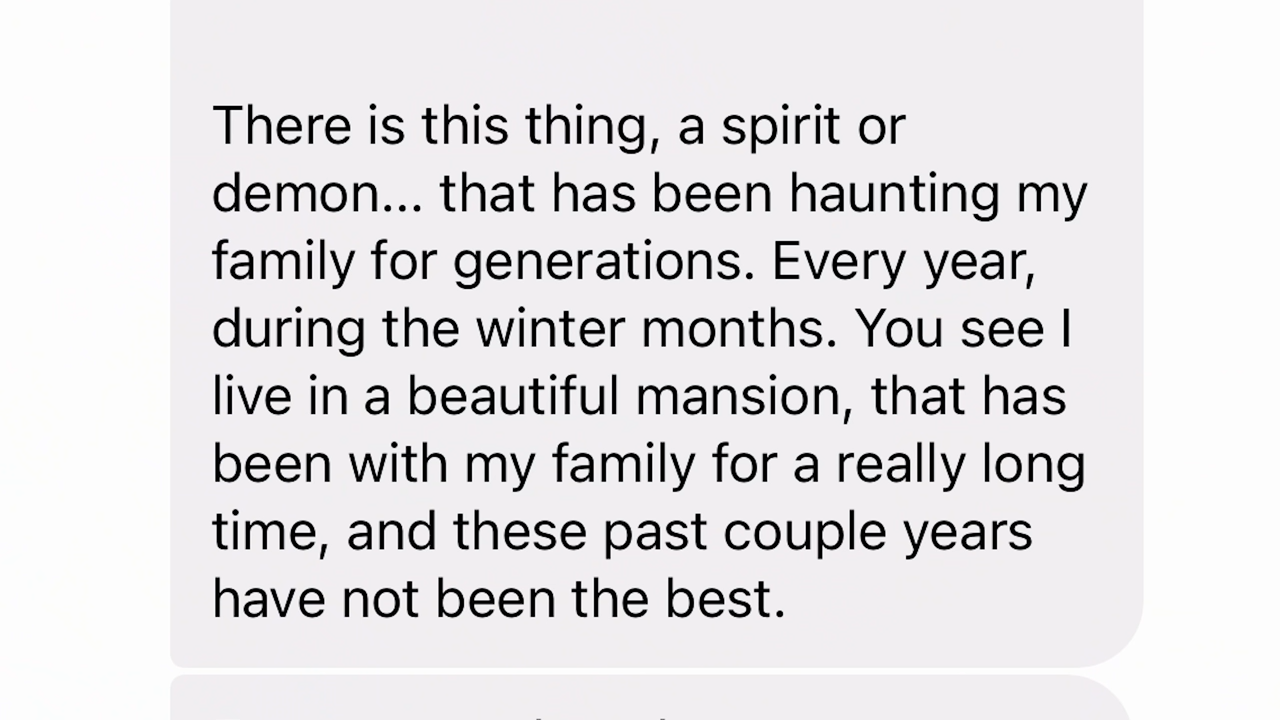 There is this thing, a spirit or
demon... that has been haunting my
family for generations. Every year,
during the winter months. You see I
live in a beautiful mansion, that has
been with my family for a really long
time, and these past couple years
have not been the best.